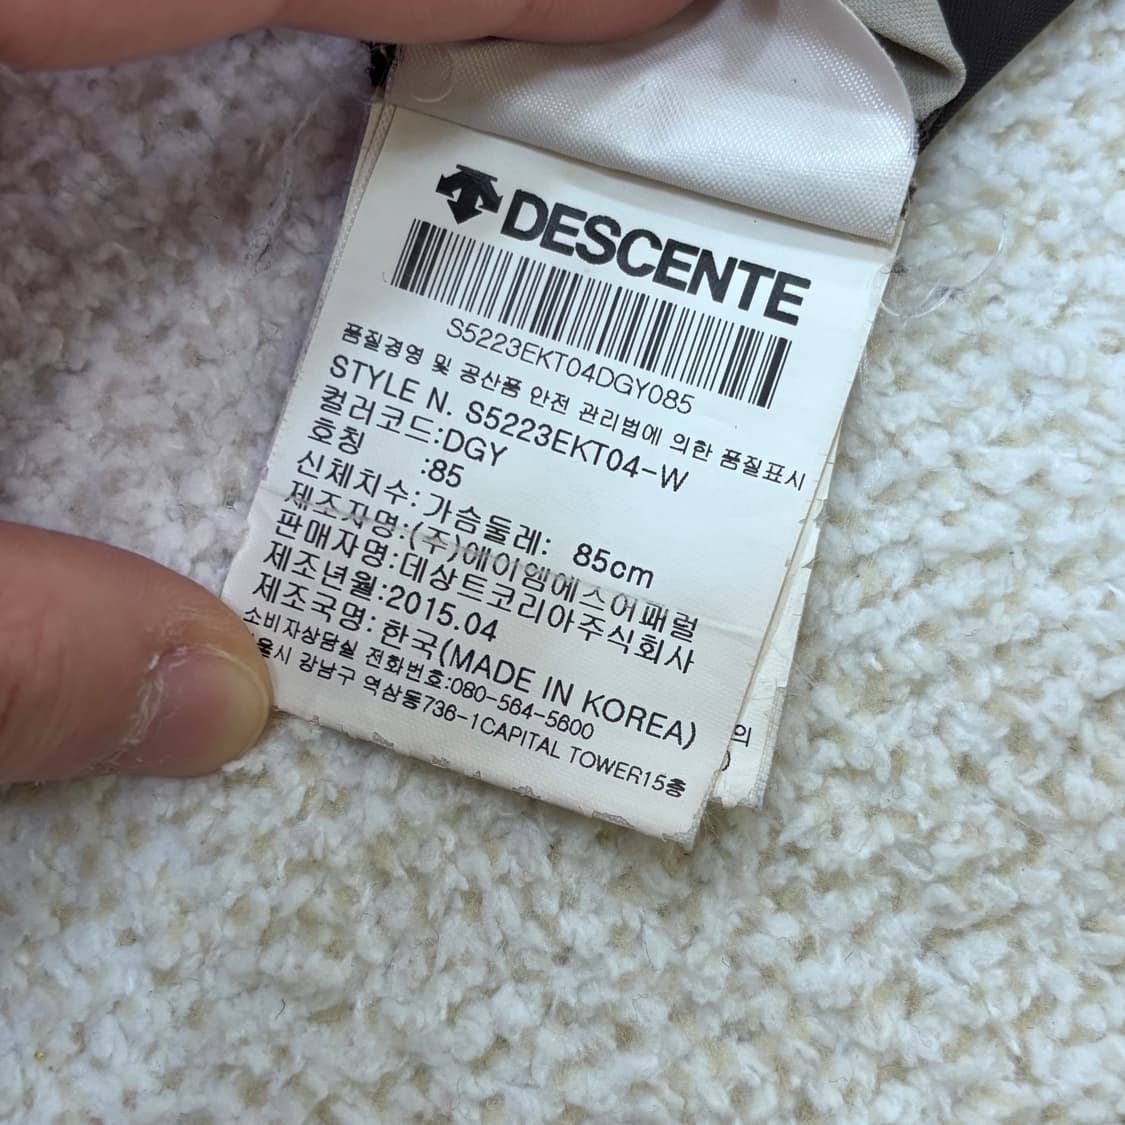 DESCENTE
S5223EKT04DGY085
품질경영 및 공산품 안전 관리법에 의한 품질표시
STYLE N. S5223EKT04-W
컬러코드:DGY
호칭 :85
신체치수:가슴둘레: 85cm
제조자명:(주)에이엠에스어패럴
판매자명:데상트코리아주식회사
제조년월:2015.04
제조국명:한국(MADE IN KOREA)
소비자상담실 전화번호:080-564-5600
울시 강남구 역삼동736-1CAPITAL TOWER15층
의